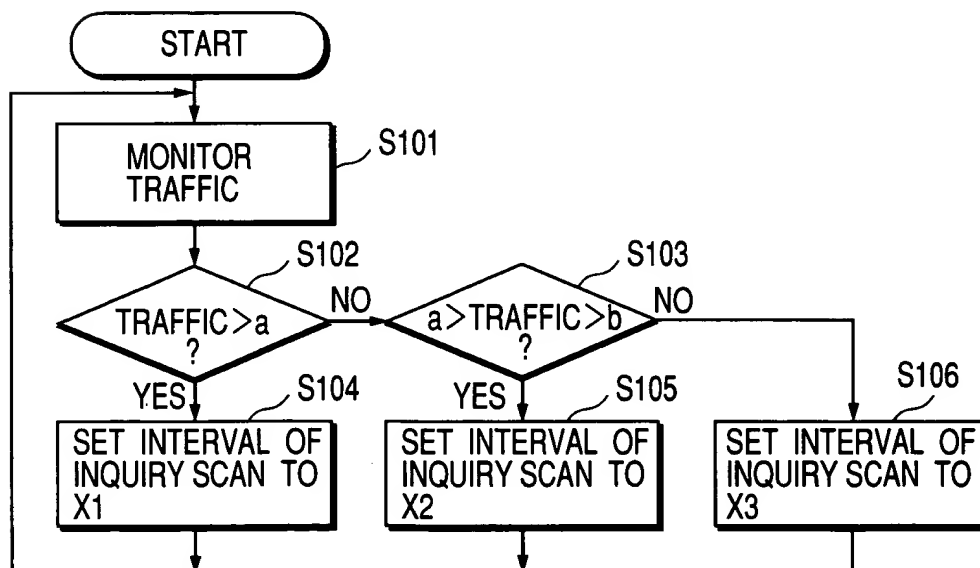 START
MONITOR
TRAFFIC
S101
S102
TRAFFIC>a
?
NO
YES
S103
a>TRAFFIC>b
?
NO
YES
S104
SET INTERVAL OF
INQUIRY SCAN TO
X1
S105
SET INTERVAL OF
INQUIRY SCAN TO
X2
S106
SET INTERVAL OF
INQUIRY SCAN TO
X3